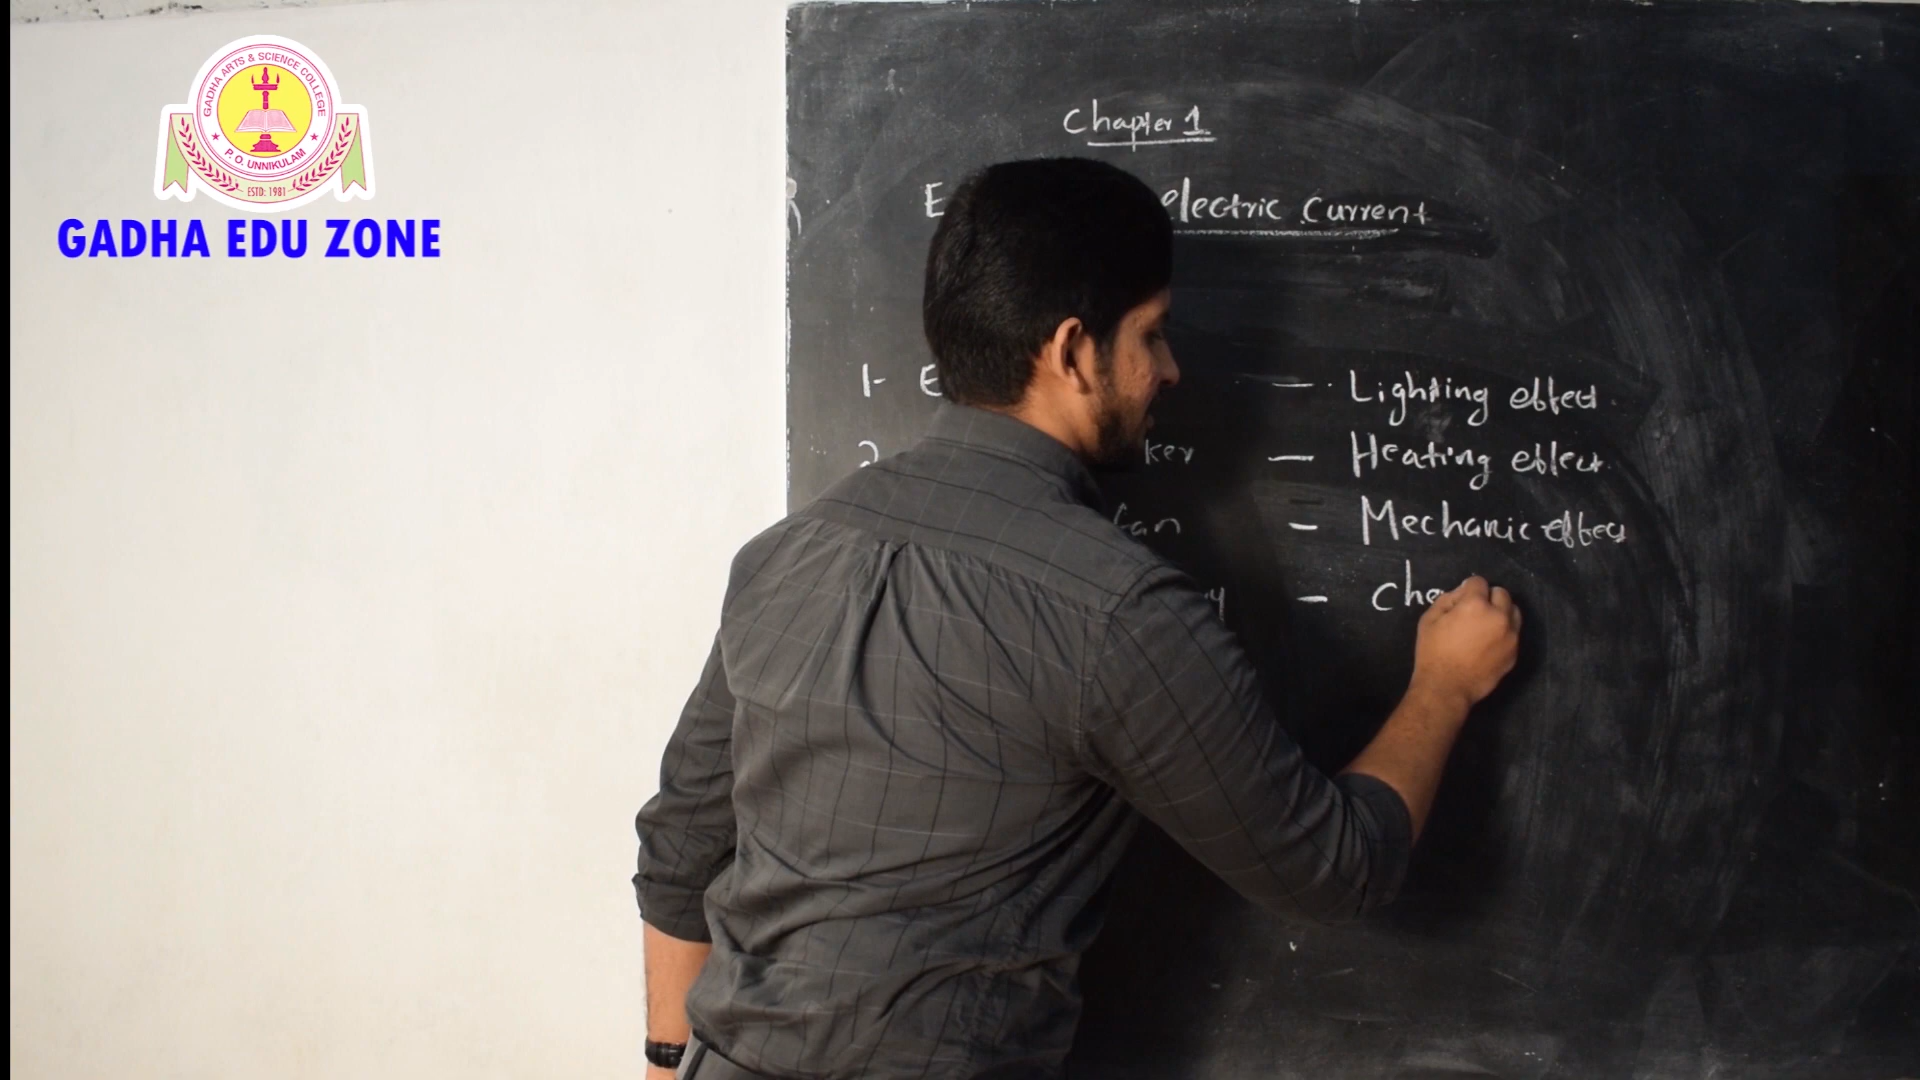 GADHA ARTS & SCIENCE COLLEGE
P. O. UNNIKULAM
ESTD: 1981
GADHA EDU ZONE
Chapter 1
E electric Current
1- E — Lighting effect
2 ker — Heating effect
fan — Mechanic effect
— Che